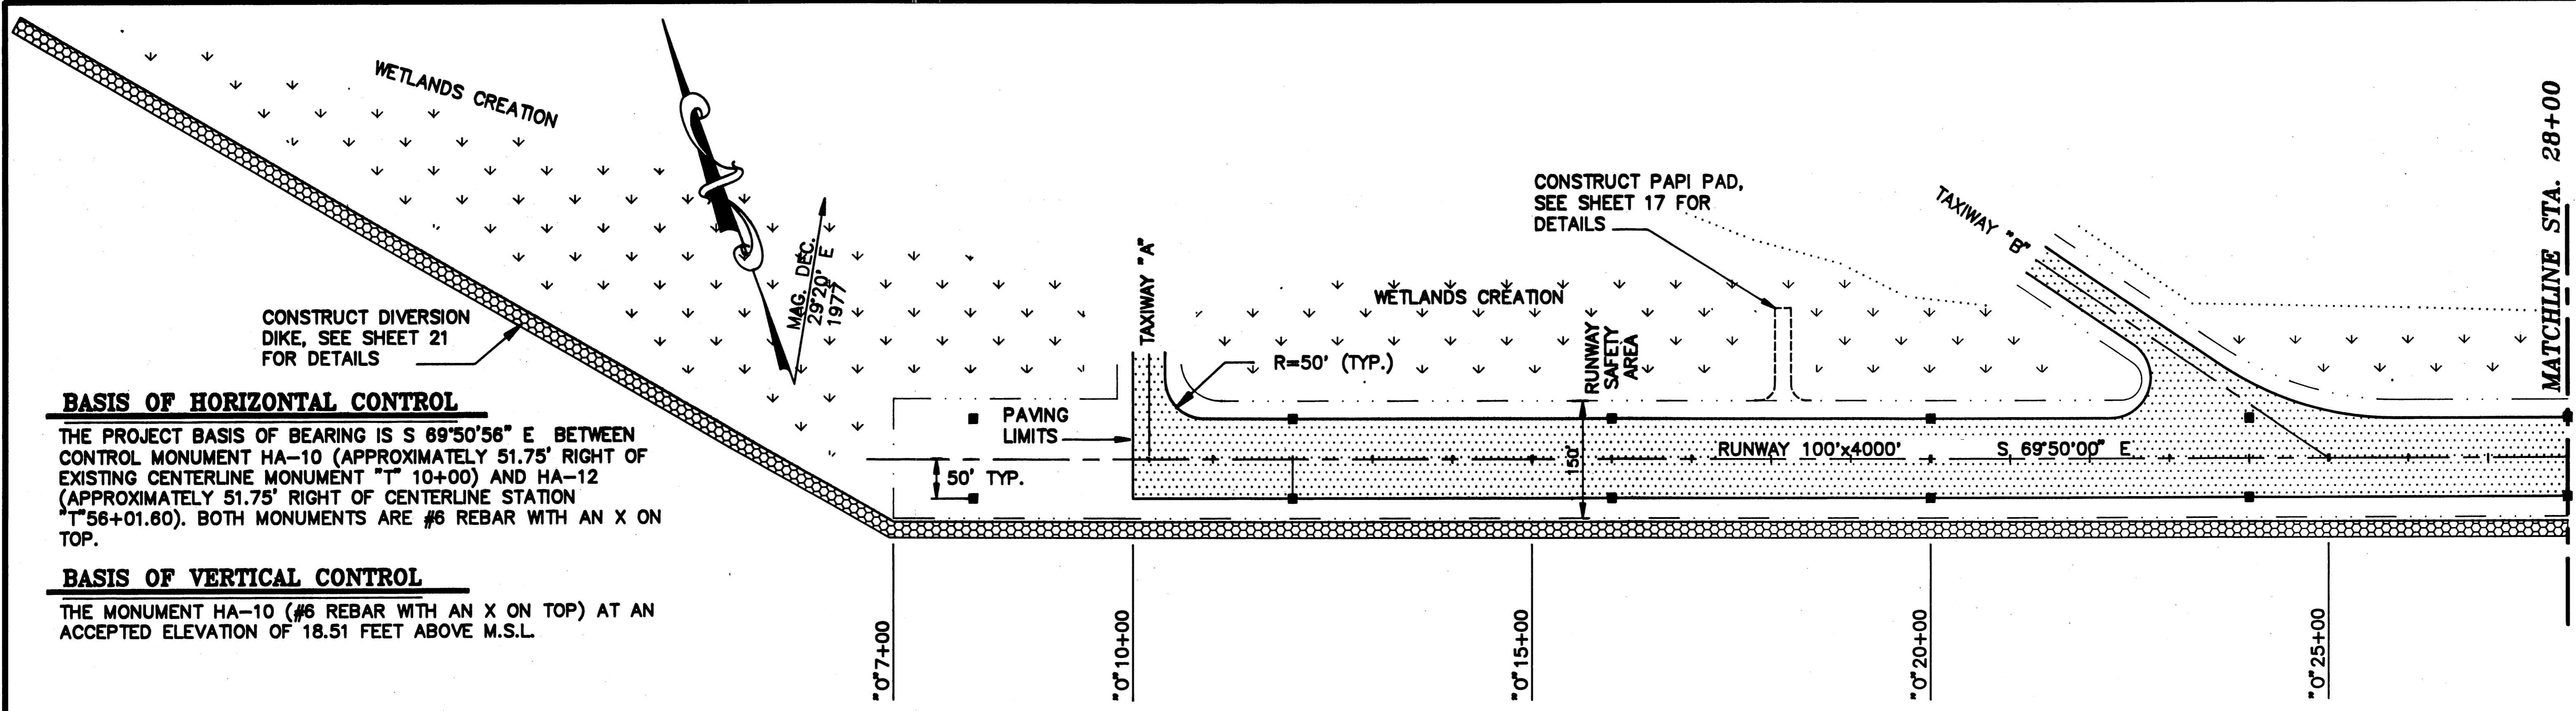 WETLANDS CREATION
MAG. DEC.
29°20' E
1977
CONSTRUCT DIVERSION
DIKE, SEE SHEET 21
FOR DETAILS
BASIS OF HORIZONTAL CONTROL
THE PROJECT BASIS OF BEARING IS S 69°50'56" E BETWEEN
CONTROL MONUMENT HA-10 (APPROXIMATELY 51.75' RIGHT OF
EXISTING CENTERLINE MONUMENT "T" 10+00) AND HA-12
(APPROXIMATELY 51.75' RIGHT OF CENTERLINE STATION
"T"56+01.60). BOTH MONUMENTS ARE #6 REBAR WITH AN X ON
TOP.
BASIS OF VERTICAL CONTROL
THE MONUMENT HA-10 (#6 REBAR WITH AN X ON TOP) AT AN
ACCEPTED ELEVATION OF 18.51 FEET ABOVE M.S.L.
PAVING
LIMITS
50' TYP.
TAXIWAY "A"
R=50' (TYP.)
WETLANDS CREATION
CONSTRUCT PAPI PAD,
SEE SHEET 17 FOR
DETAILS
RUNWAY
SAFETY
AREA
150'
TAXIWAY "B"
RUNWAY 100'x4000'
S 69°50'00" E
MATCHLINE STA. 28+00
"O"7+00
"O"10+00
"O"15+00
"O"20+00
"O"25+00